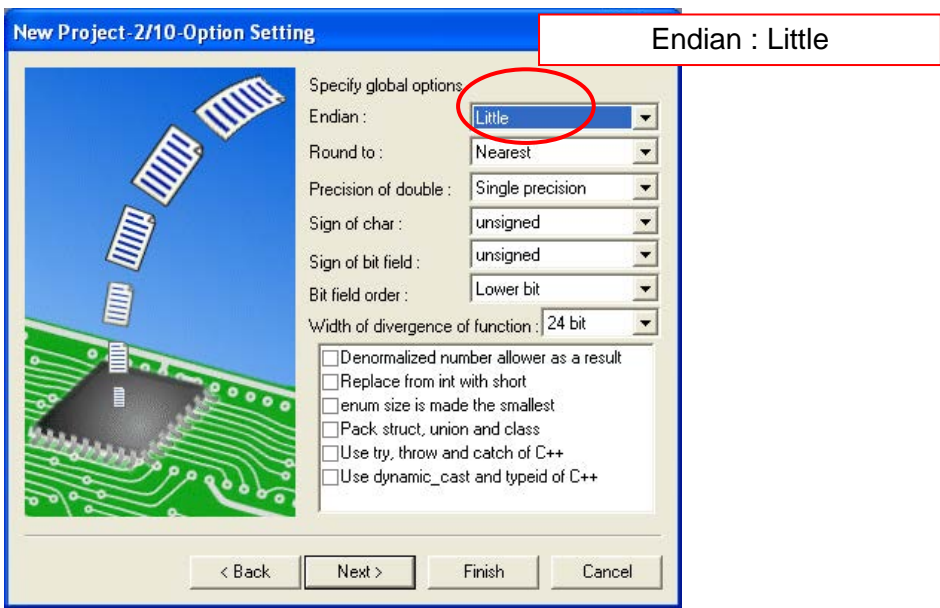 New Project-2/10-Option Setting
Endian : Little
Specify global options
Endian : Little
Round to : Nearest
Precision of double : Single precision
Sign of char : unsigned
Sign of bit field : unsigned
Bit field order : Lower bit
Width of divergence of function : 24 bit
Denormalized number allower as a result
Replace from int with short
enum size is made the smallest
Pack struct, union and class
Use try, throw and catch of C++
Use dynamic_cast and typeid of C++
< Back Next > Finish Cancel